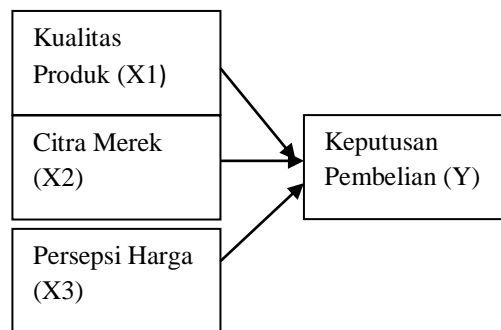 Kualitas
Produk (X1)
Citra Merek
(X2)
Keputusan
Pembelian (Y)
Persepsi Harga
(X3)